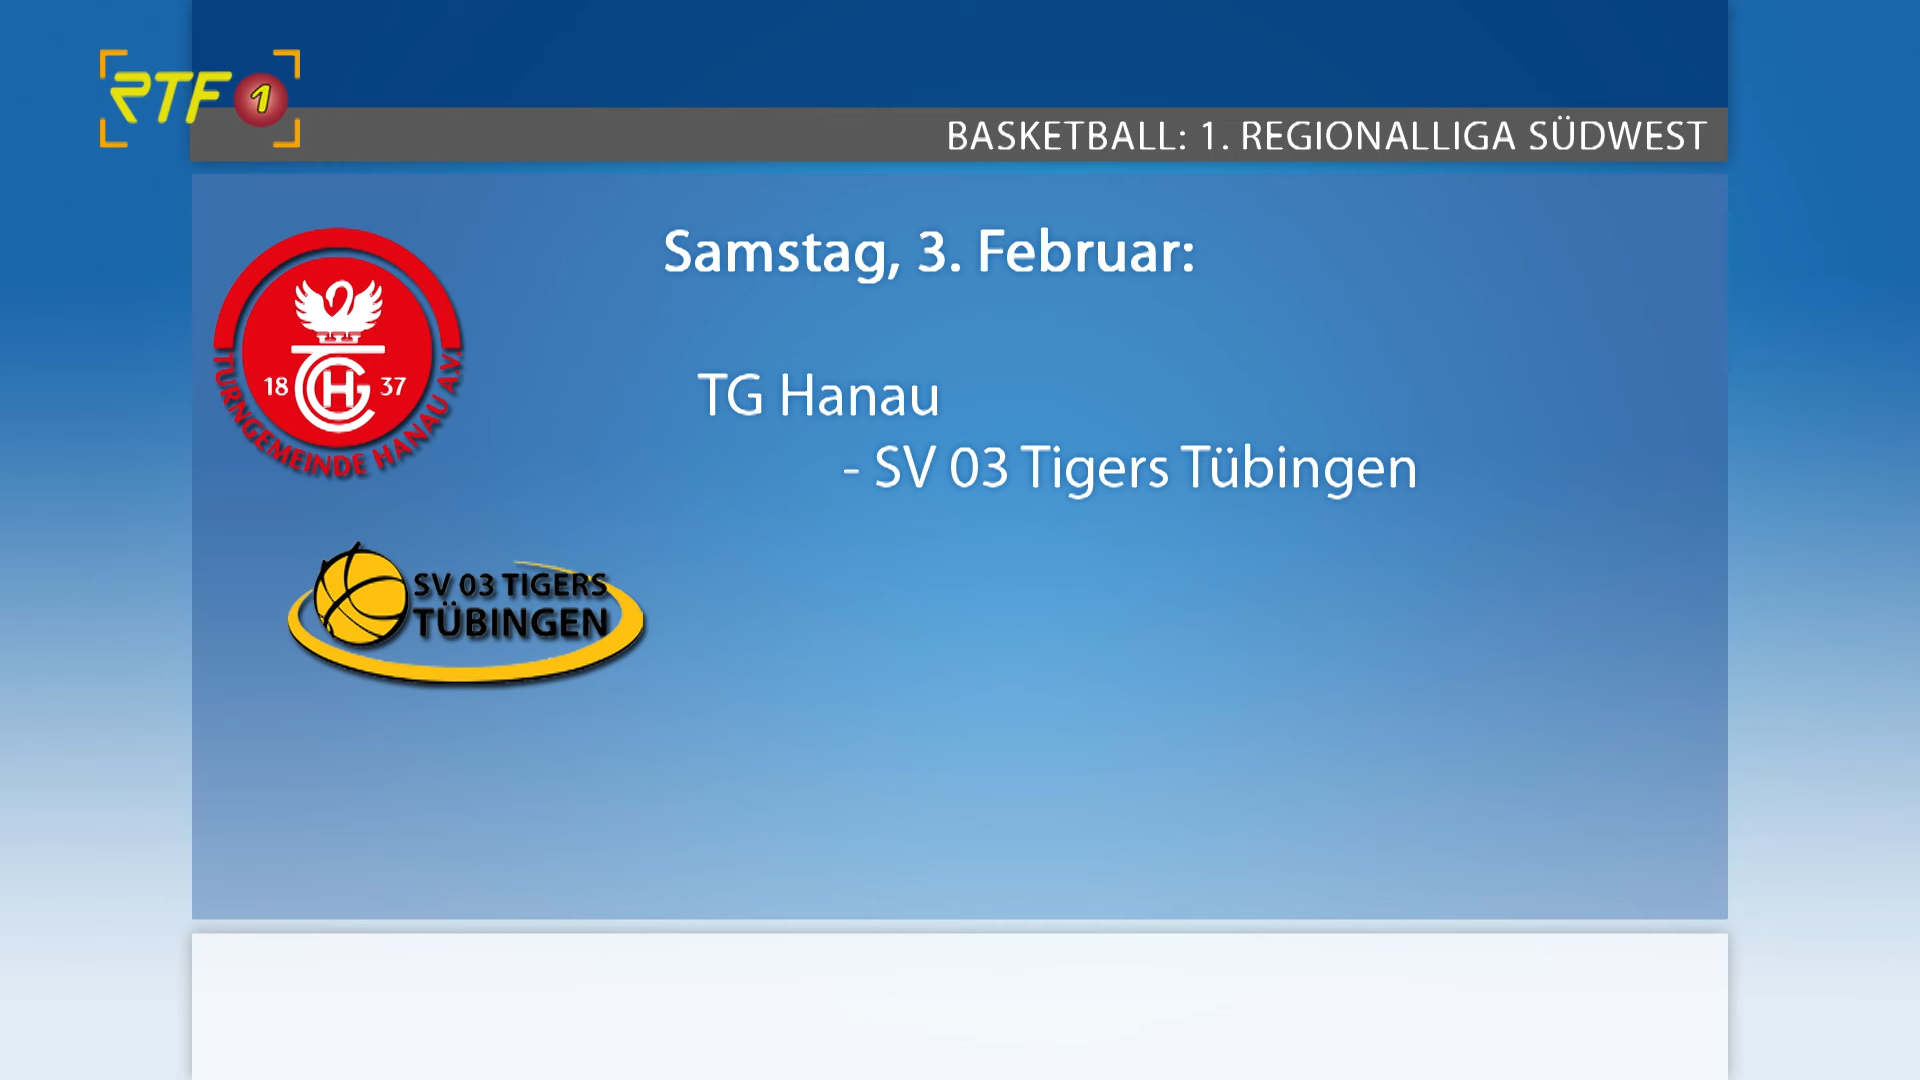 RTF 1
BASKETBALL: 1. REGIONALLIGA SÜDWEST
Samstag, 3. Februar:
TG Hanau
- SV 03 Tigers Tübingen
18 TGH 37
TURNGEMEINDE HANAU A.V.
SV 03 TIGERS
TÜBINGEN